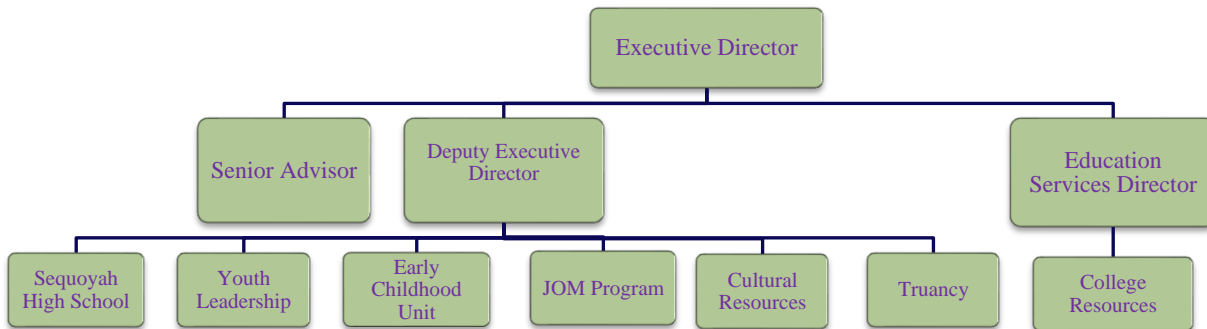 Executive Director
Senior Advisor
Deputy Executive
Director
Education
Services Director
Sequoyah
High School
Youth
Leadership
Early
Childhood
Unit
JOM Program
Cultural
Resources
Truancy
College
Resources